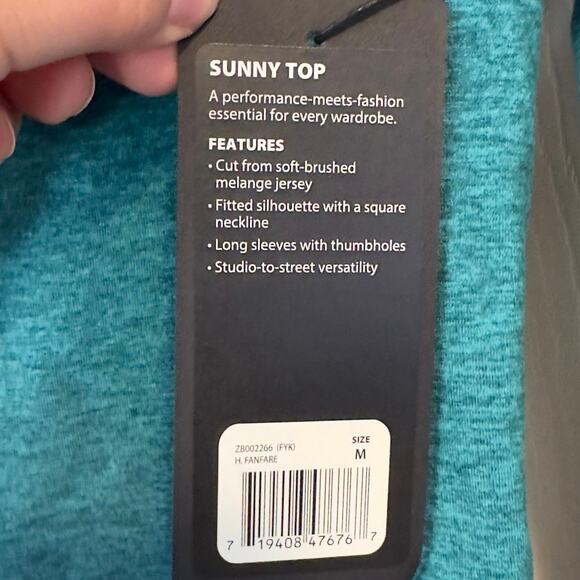 SUNNY TOP
A performance-meets-fashion
essential for every wardrobe.
FEATURES
• Cut from soft-brushed
melange jersey
• Fitted silhouette with a square
neckline
• Long sleeves with thumbholes
• Studio-to-street versatility
ZB002266 (FYK)
H. FANFARE
SIZE
M
7 19408 47676 7